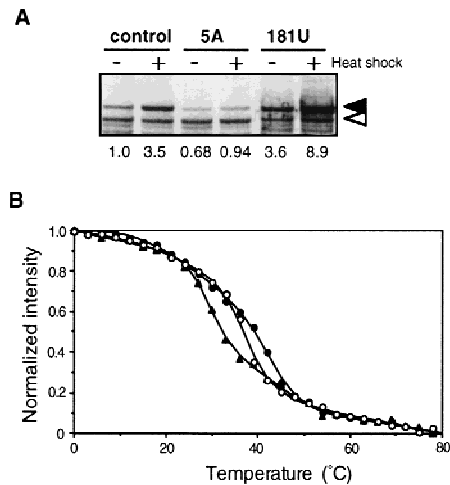 A
control 5A 181U
- + - + - + Heat shock
1.0 3.5 0.68 0.94 3.6 8.9
B
Normalized intensity
1.0
0.8
0.6
0.4
0.2
0
0 20 40 60 80
Temperature (˚C)